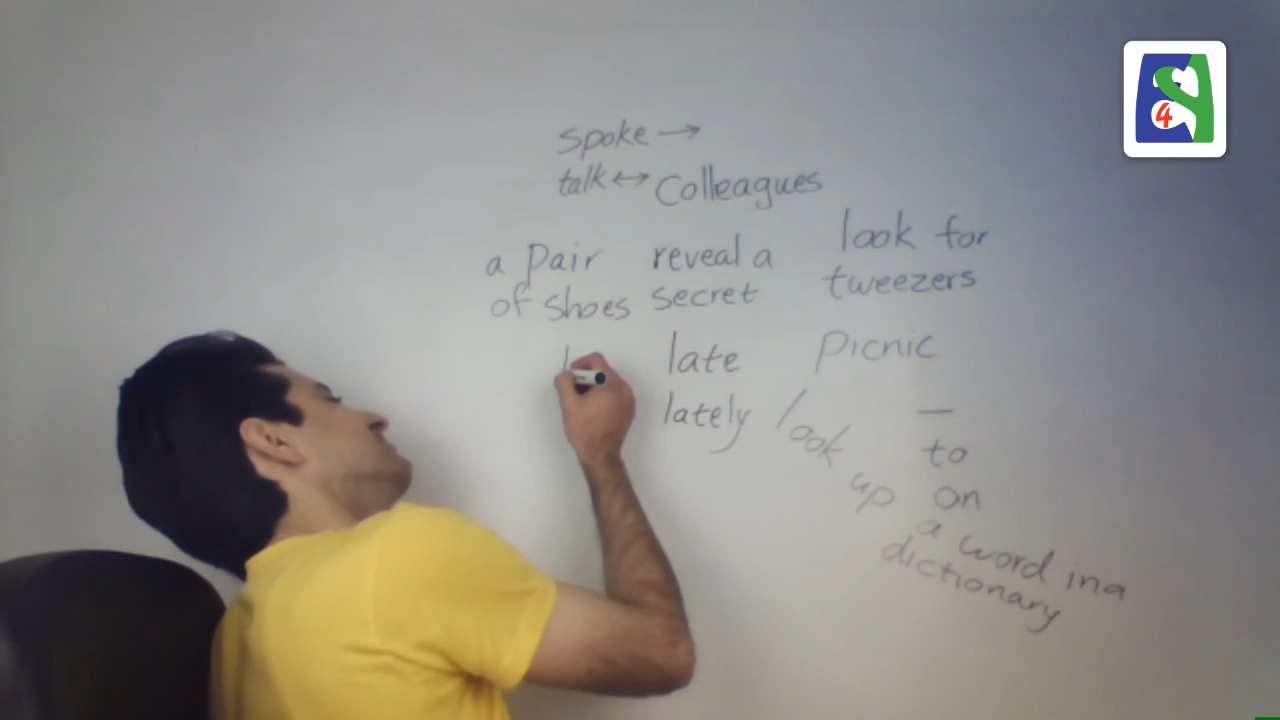 spoke →
talk ↔ Colleagues
a pair
of shoes
reveal a
secret
look for
tweezers
late
lately
picnic
look
up
—
to
on
a word in a
dictionary
4